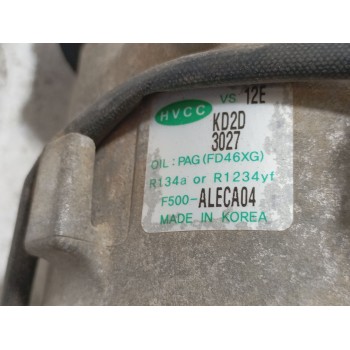 HVCC VS 12E
KD2D
3027
OIL: PAG(FD46XG)
R134a or R1234yf
F500-ALECA04
MADE IN KOREA